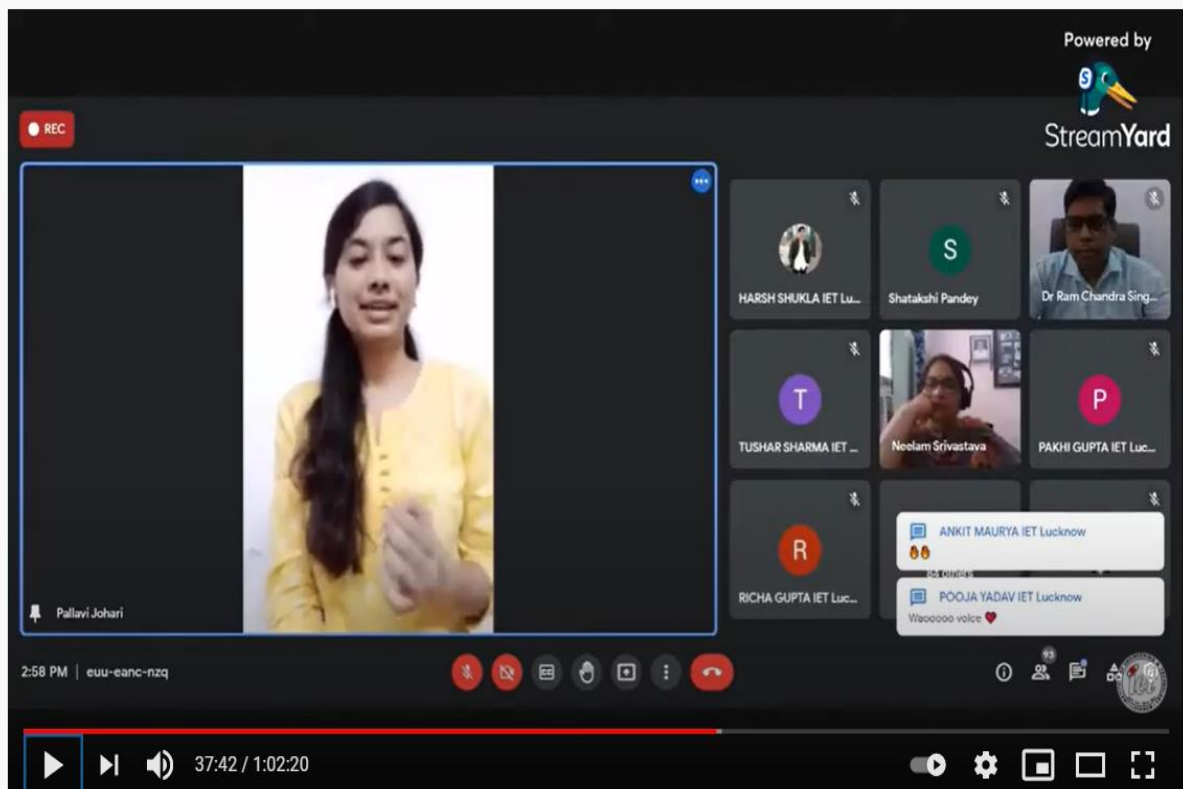 Powered by
StreamYard
REC
HARSH SHUKLA IET Lu...
S
Shatakshi Pandey
Dr Ram Chandra Sing...
T
TUSHAR SHARMA IET ...
Neelam Srivastava
P
PAKHI GUPTA IET Luc...
R
RICHA GUPTA IET Luc...
ANKIT MAURYA IET Lucknow
🔥🔥
84 others
POOJA YADAV IET Lucknow
Waooooo voice ❤️
Pallavi Johari
2:58 PM | euu-eanc-nzq
93
37:42 / 1:02:20